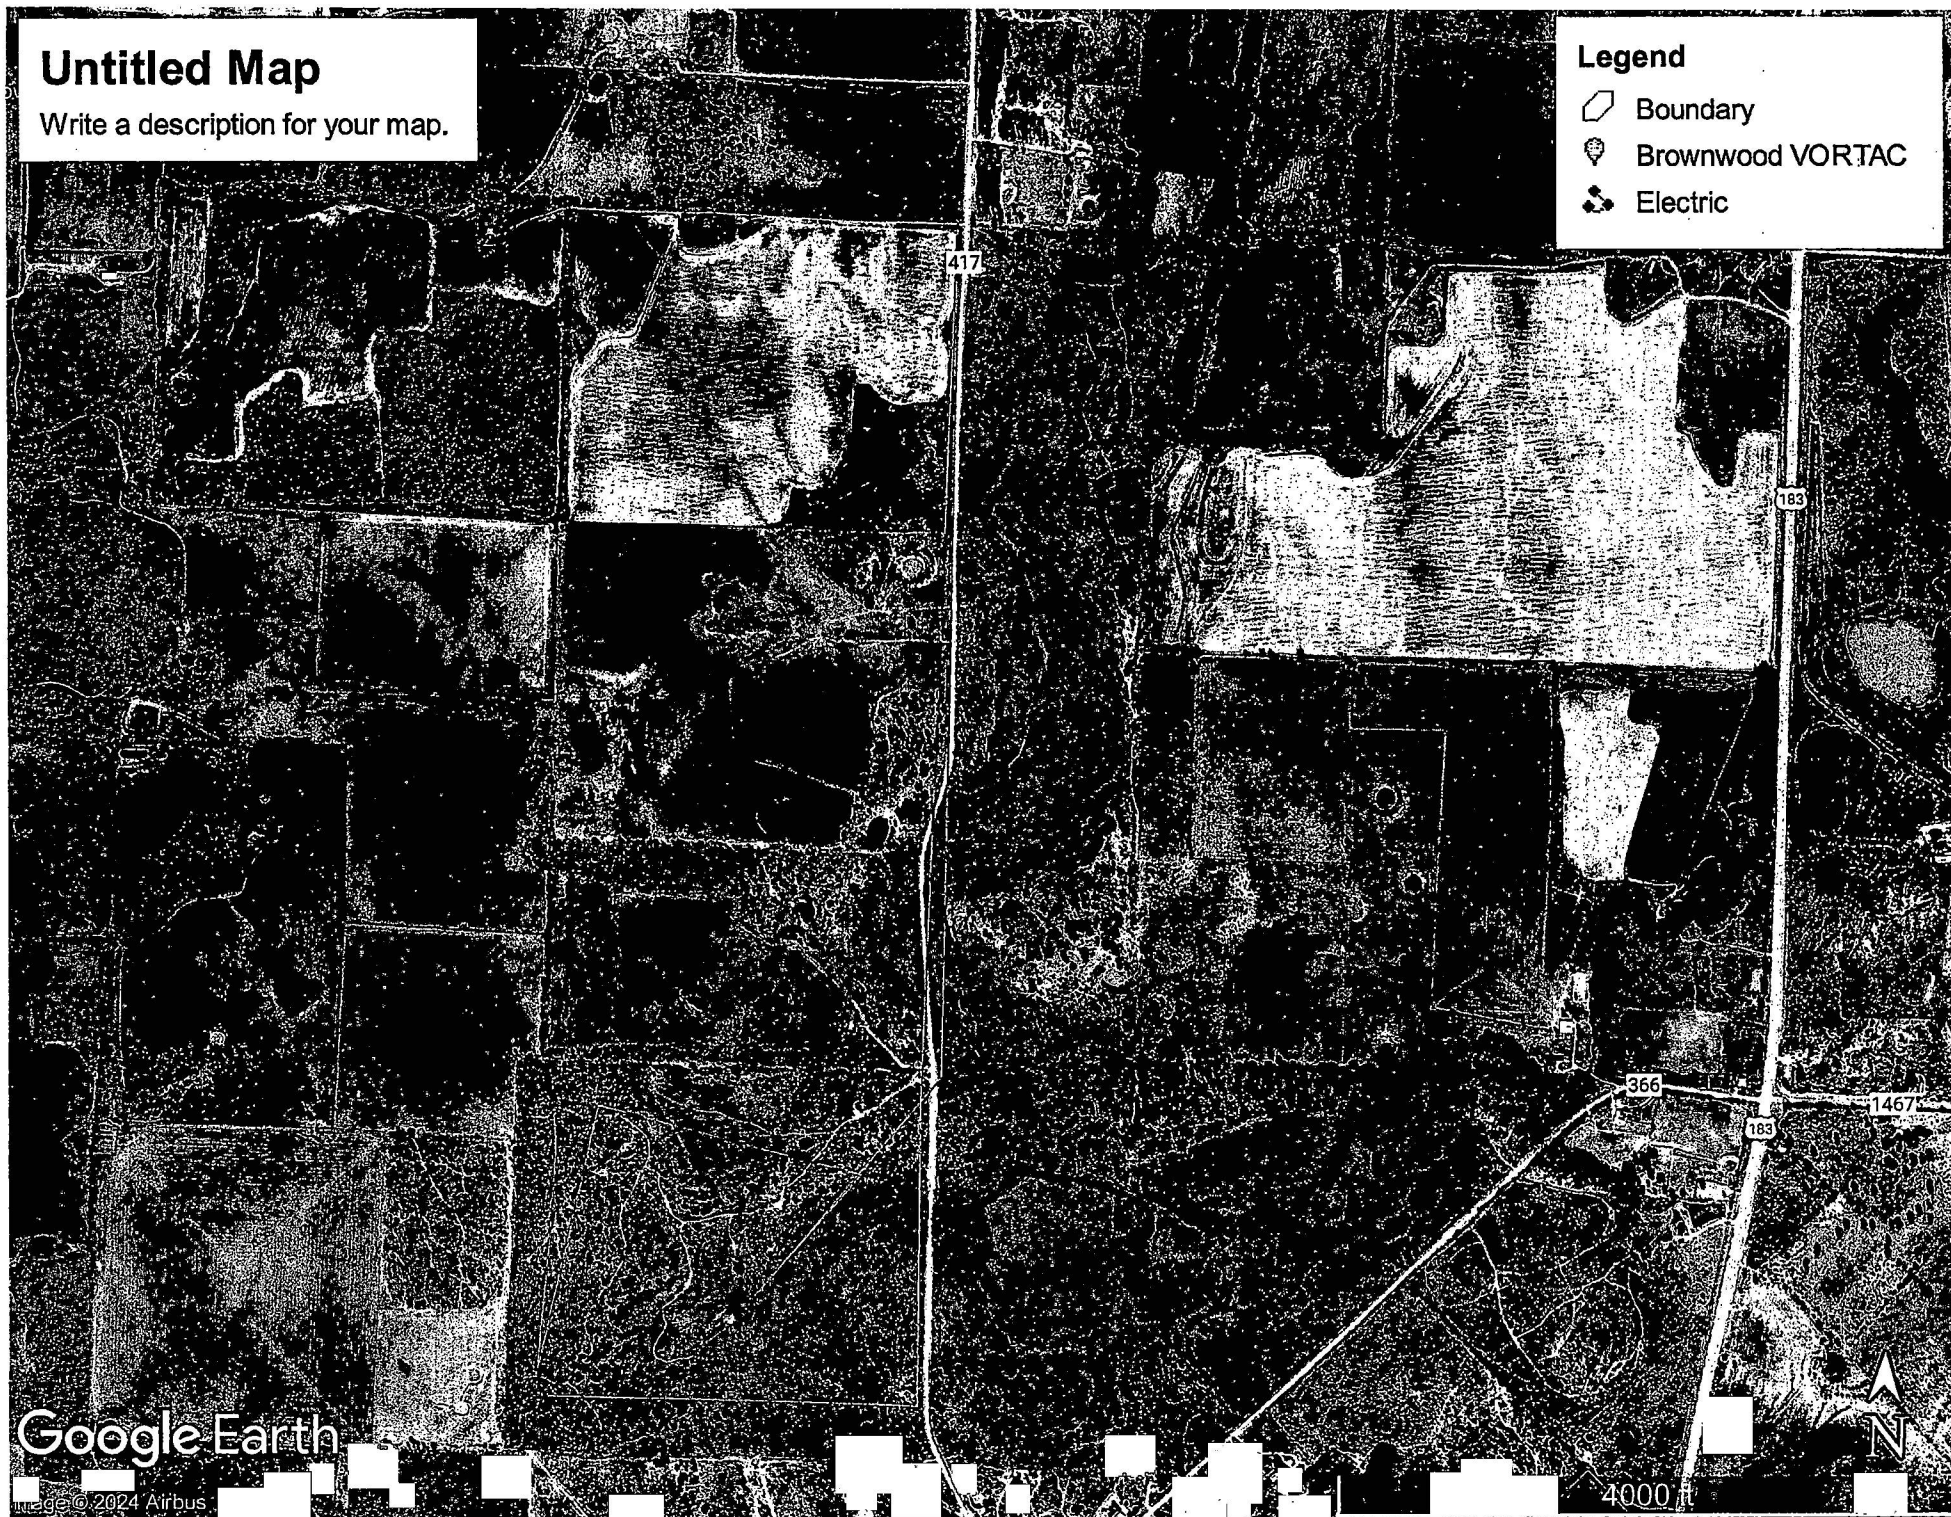 Untitled Map
Write a description for your map.
Legend
Boundary
Brownwood VORTAC
Electric
417
183
366
1467
183
Google Earth
Image © 2024 Airbus
4000 ft
N